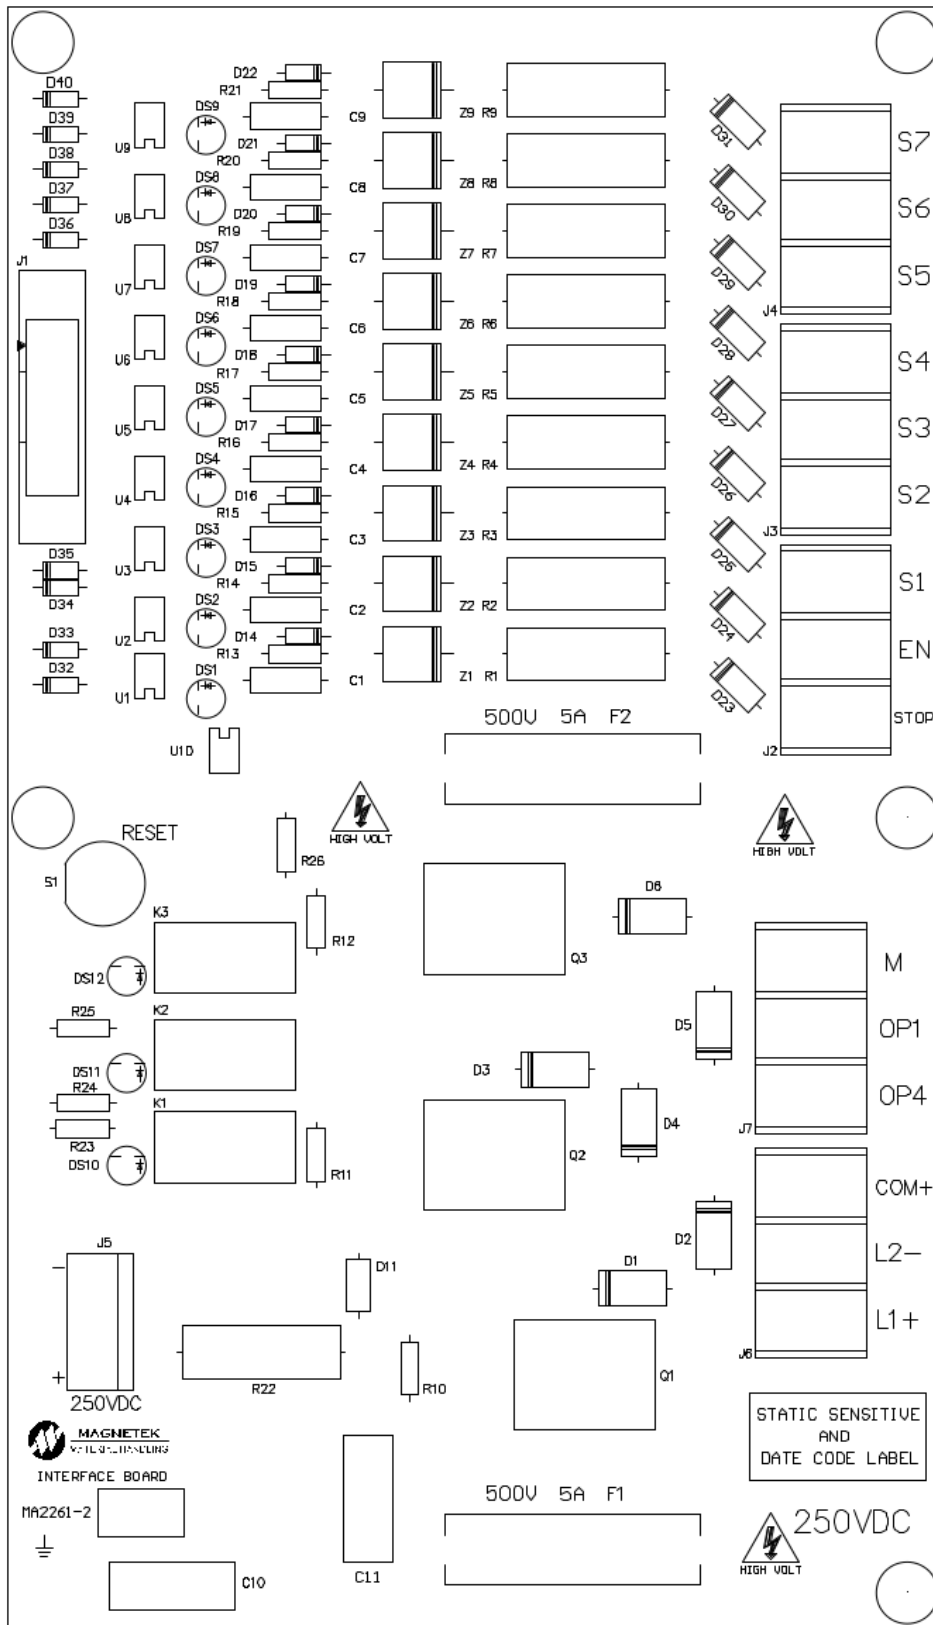 D22
R21
D40
D39
D38
D37
D36
U9
DS9
C9
Z9 R9
D31
S7
D21
R20
U8
DS8
C8
Z8 R8
D30
S6
D20
R19
U7
DS7
C7
Z7 R7
D29
S5
J1
D19
R18
J4
U6
DS6
C6
Z6 R6
D28
S4
D18
R17
U5
DS5
C5
Z5 R5
D27
S3
D17
R16
U4
DS4
C4
Z4 R4
D26
S2
D16
R15
J3
U3
DS3
C3
Z3 R3
D25
S1
D15
R14
D35
D34
U2
DS2
C2
Z2 R2
D24
EN
D14
R13
D33
D32
U1
DS1
C1
Z1 R1
D23
STOP
J2
U10
500V 5A F2
HIGH VOLT
HIGH VOLT
RESET
S1
R26
K3
R12
D6
Q3
M
DS12
R25
K2
D5
OP1
DS11
R24
D3
OP4
K1
D4
J7
R23
DS10
R11
Q2
COM+
J5
D11
D2
L2-
-
D1
L1+
+
R22
R10
Q1
J6
250VDC
MAGNETEK
MATERIAL HANDLING
INTERFACE BOARD
MA2261-2
C10
C11
500V 5A F1
STATIC SENSITIVE
AND
DATE CODE LABEL
250VDC
HIGH VOLT